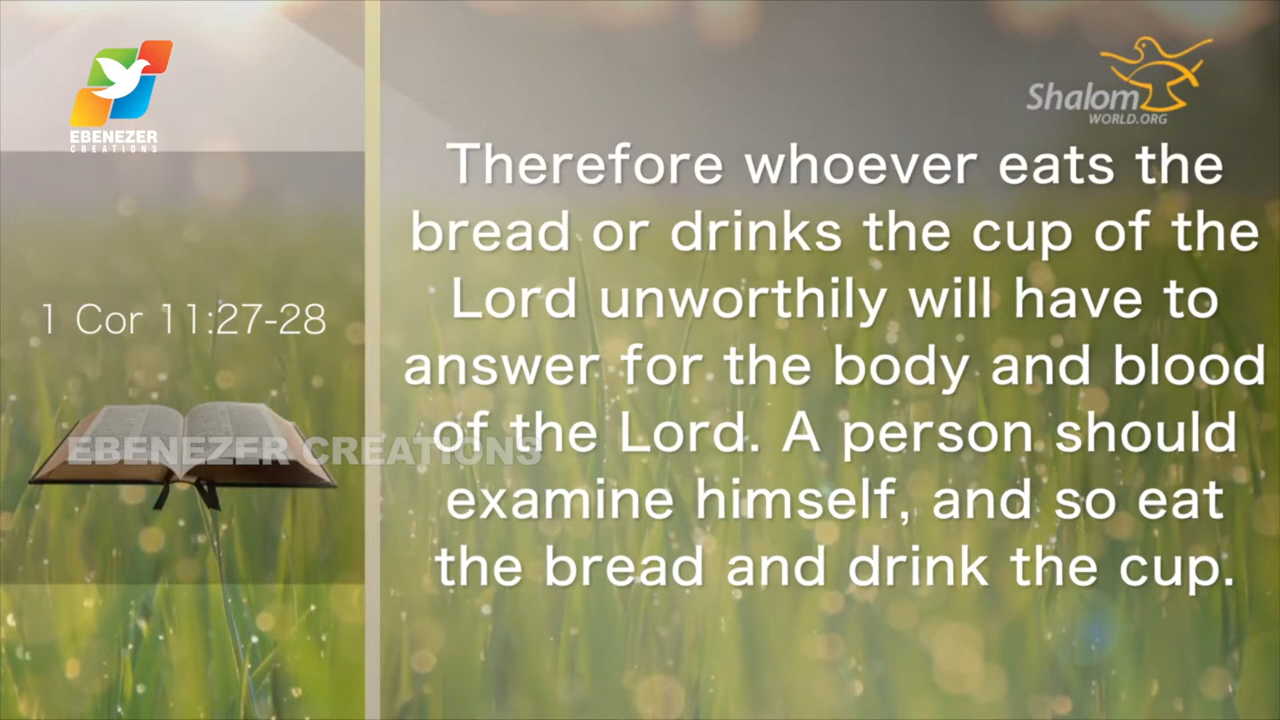 EBENEZER
CREATIONS
Shalom
WORLD.ORG
1 Cor 11:27-28
Therefore whoever eats the
bread or drinks the cup of the
Lord unworthily will have to
answer for the body and blood
of the Lord. A person should
examine himself, and so eat
the bread and drink the cup.
EBENEZER CREATIONS